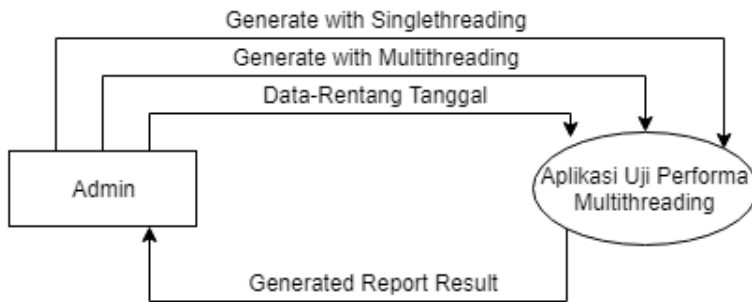 Generate with Singlethreading
Generate with Multithreading
Data-Rentang Tanggal
Admin
Aplikasi Uji Performa
Multithreading
Generated Report Result